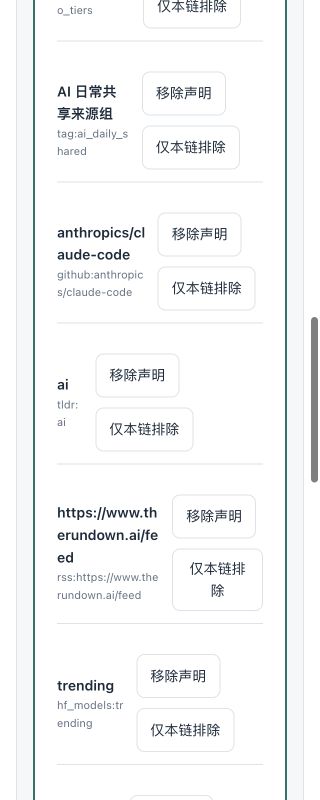 o_tiers
仅本链排除
AI 日常共
享来源组
tag:ai_daily_s
hared
移除声明
仅本链排除
anthropics/cl
aude-code
github:anthropic
s/claude-code
移除声明
仅本链排除
ai
tldr:
ai
移除声明
仅本链排除
https://www.th
erundown.ai/fe
ed
rss:https://www.the
rundown.ai/feed
移除声明
仅本链排
除
trending
hf_models:tr
ending
移除声明
仅本链排除